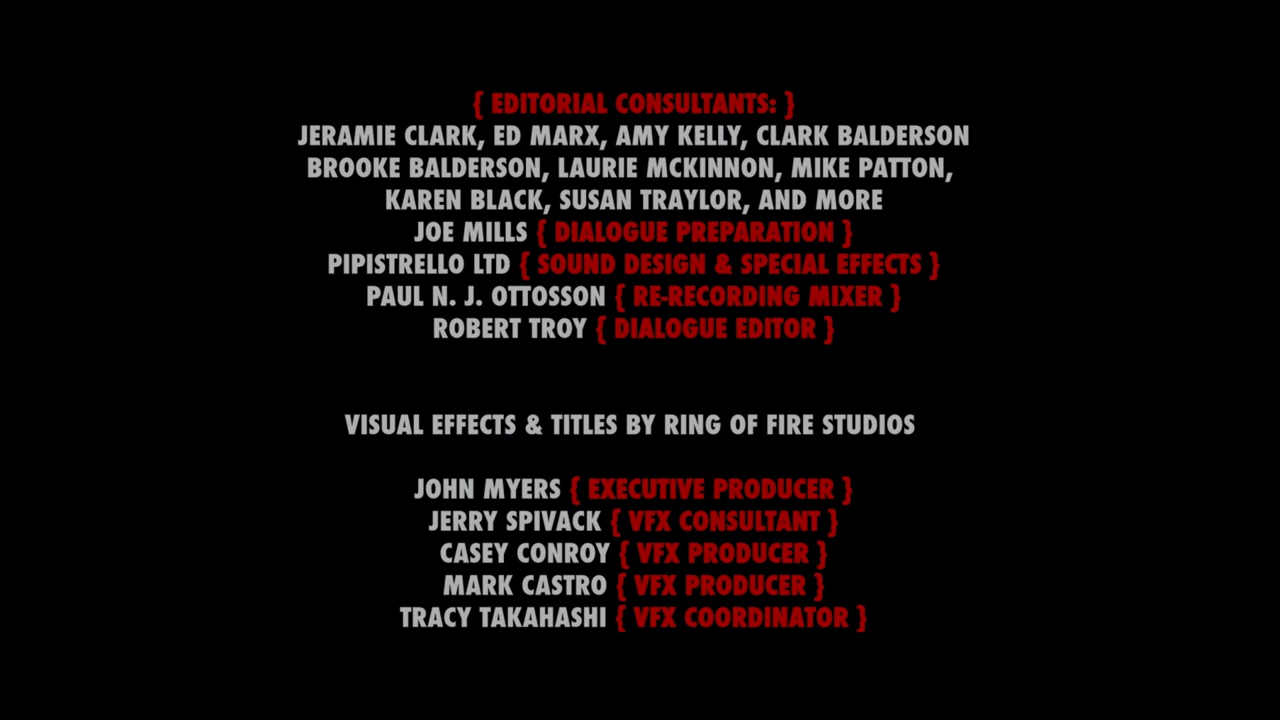 { EDITORIAL CONSULTANTS: }
JERAMIE CLARK, ED MARX, AMY KELLY, CLARK BALDERSON
BROOKE BALDERSON, LAURIE MCKINNON, MIKE PATTON,
KAREN BLACK, SUSAN TRAYLOR, AND MORE
JOE MILLS { DIALOGUE PREPARATION }
PIPISTRELLO LTD { SOUND DESIGN & SPECIAL EFFECTS }
PAUL N. J. OTTOSSON { RE-RECORDING MIXER }
ROBERT TROY { DIALOGUE EDITOR }
VISUAL EFFECTS & TITLES BY RING OF FIRE STUDIOS
JOHN MYERS { EXECUTIVE PRODUCER }
JERRY SPIVACK { VFX CONSULTANT }
CASEY CONROY { VFX PRODUCER }
MARK CASTRO { VFX PRODUCER }
TRACY TAKAHASHI { VFX COORDINATOR }